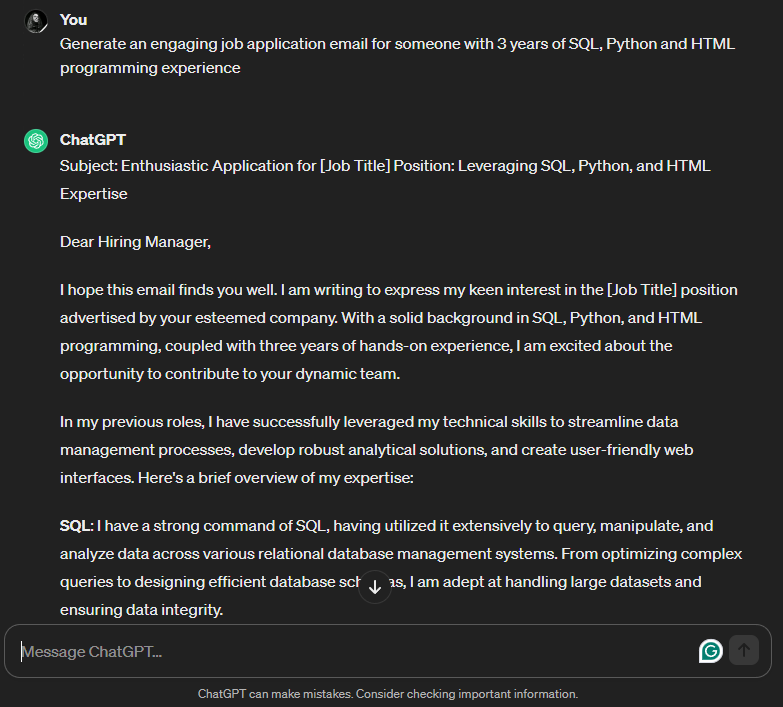 You
Generate an engaging job application email for someone with 3 years of SQL, Python and HTML
programming experience
ChatGPT
Subject: Enthusiastic Application for [Job Title] Position: Leveraging SQL, Python, and HTML
Expertise
Dear Hiring Manager,
I hope this email finds you well. I am writing to express my keen interest in the [Job Title] position
advertised by your esteemed company. With a solid background in SQL, Python, and HTML
programming, coupled with three years of hands-on experience, I am excited about the
opportunity to contribute to your dynamic team.
In my previous roles, I have successfully leveraged my technical skills to streamline data
management processes, develop robust analytical solutions, and create user-friendly web
interfaces. Here's a brief overview of my expertise:
SQL: I have a strong command of SQL, having utilized it extensively to query, manipulate, and
analyze data across various relational database management systems. From optimizing complex
queries to designing efficient database as, I am adept at handling large datasets and
ensuring data integrity.
Message ChatGPT...
ChatGPT can make mistakes. Consider checking important information.